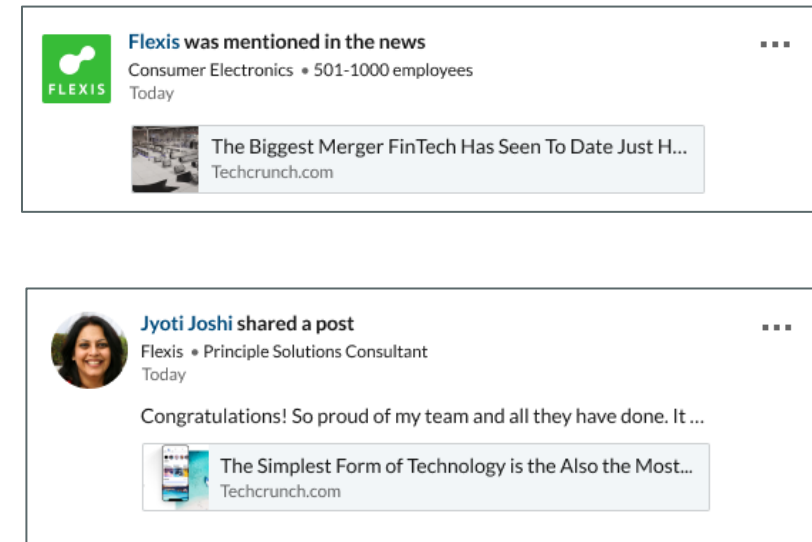 FLEXIS
Flexis was mentioned in the news
Consumer Electronics • 501-1000 employees
Today
The Biggest Merger FinTech Has Seen To Date Just H...
Techcrunch.com
Jyoti Joshi shared a post
Flexis • Principle Solutions Consultant
Today
Congratulations! So proud of my team and all they have done. It ...
The Simplest Form of Technology is the Also the Most...
Techcrunch.com